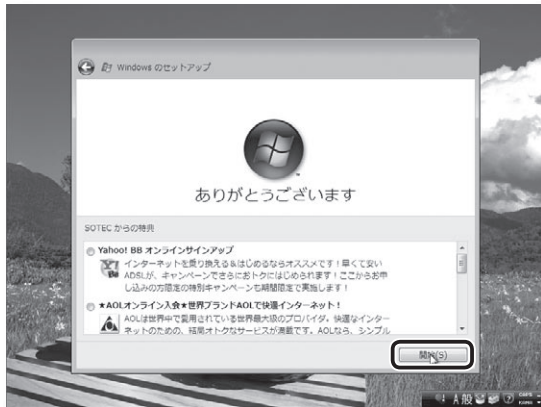 Windows のセットアップ
ありがとうございます
SOTEC からの特典
Yahoo! BB オンラインサインアップ
インターネットを乗り換える&はじめるならオススメです！早くて安い
ADSLが、キャンペーンでさらにおトクにはじめられます！ここからお申
し込みの方限定の特別キャンペーンも期間限定で実施します！
★AOLオンライン入会★世界ブランドAOLで快適インターネット！
AOLは世界中で愛用されている世界最大級のプロバイダ。快適なインター
ネットのための、結局オトクなサービスが満載です。AOLなら、シンプル
開始(S)
A 般
CAPS
KANA